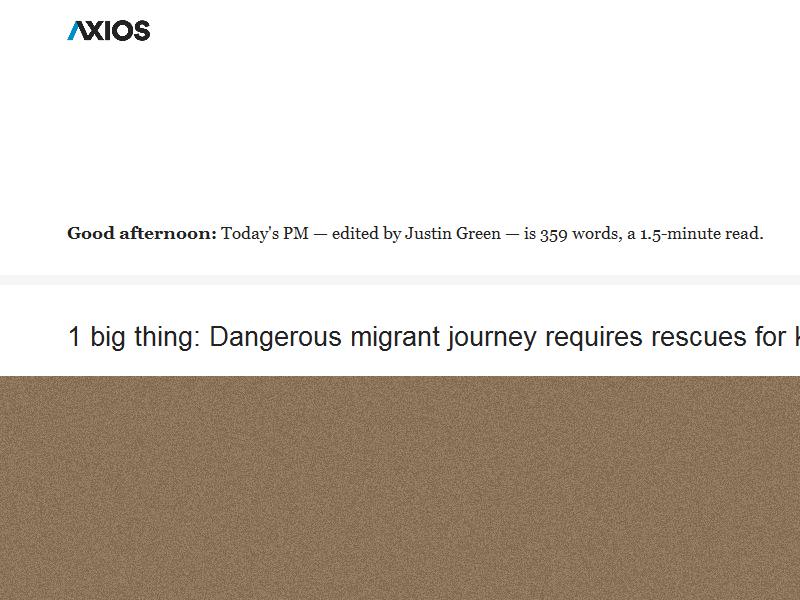 AXIOS
Good afternoon: Today's PM — edited by Justin Green — is 359 words, a 1.5-minute read.
1 big thing: Dangerous migrant journey requires rescues for